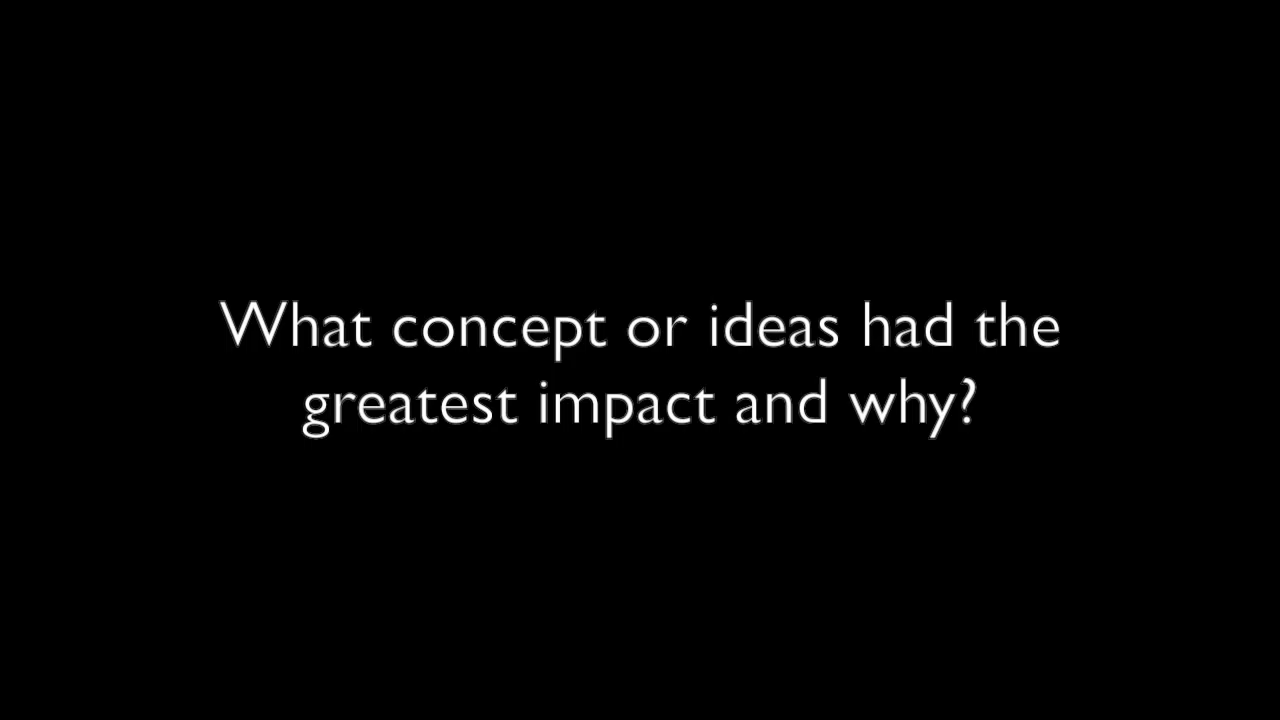 What concept or ideas had the
greatest impact and why?